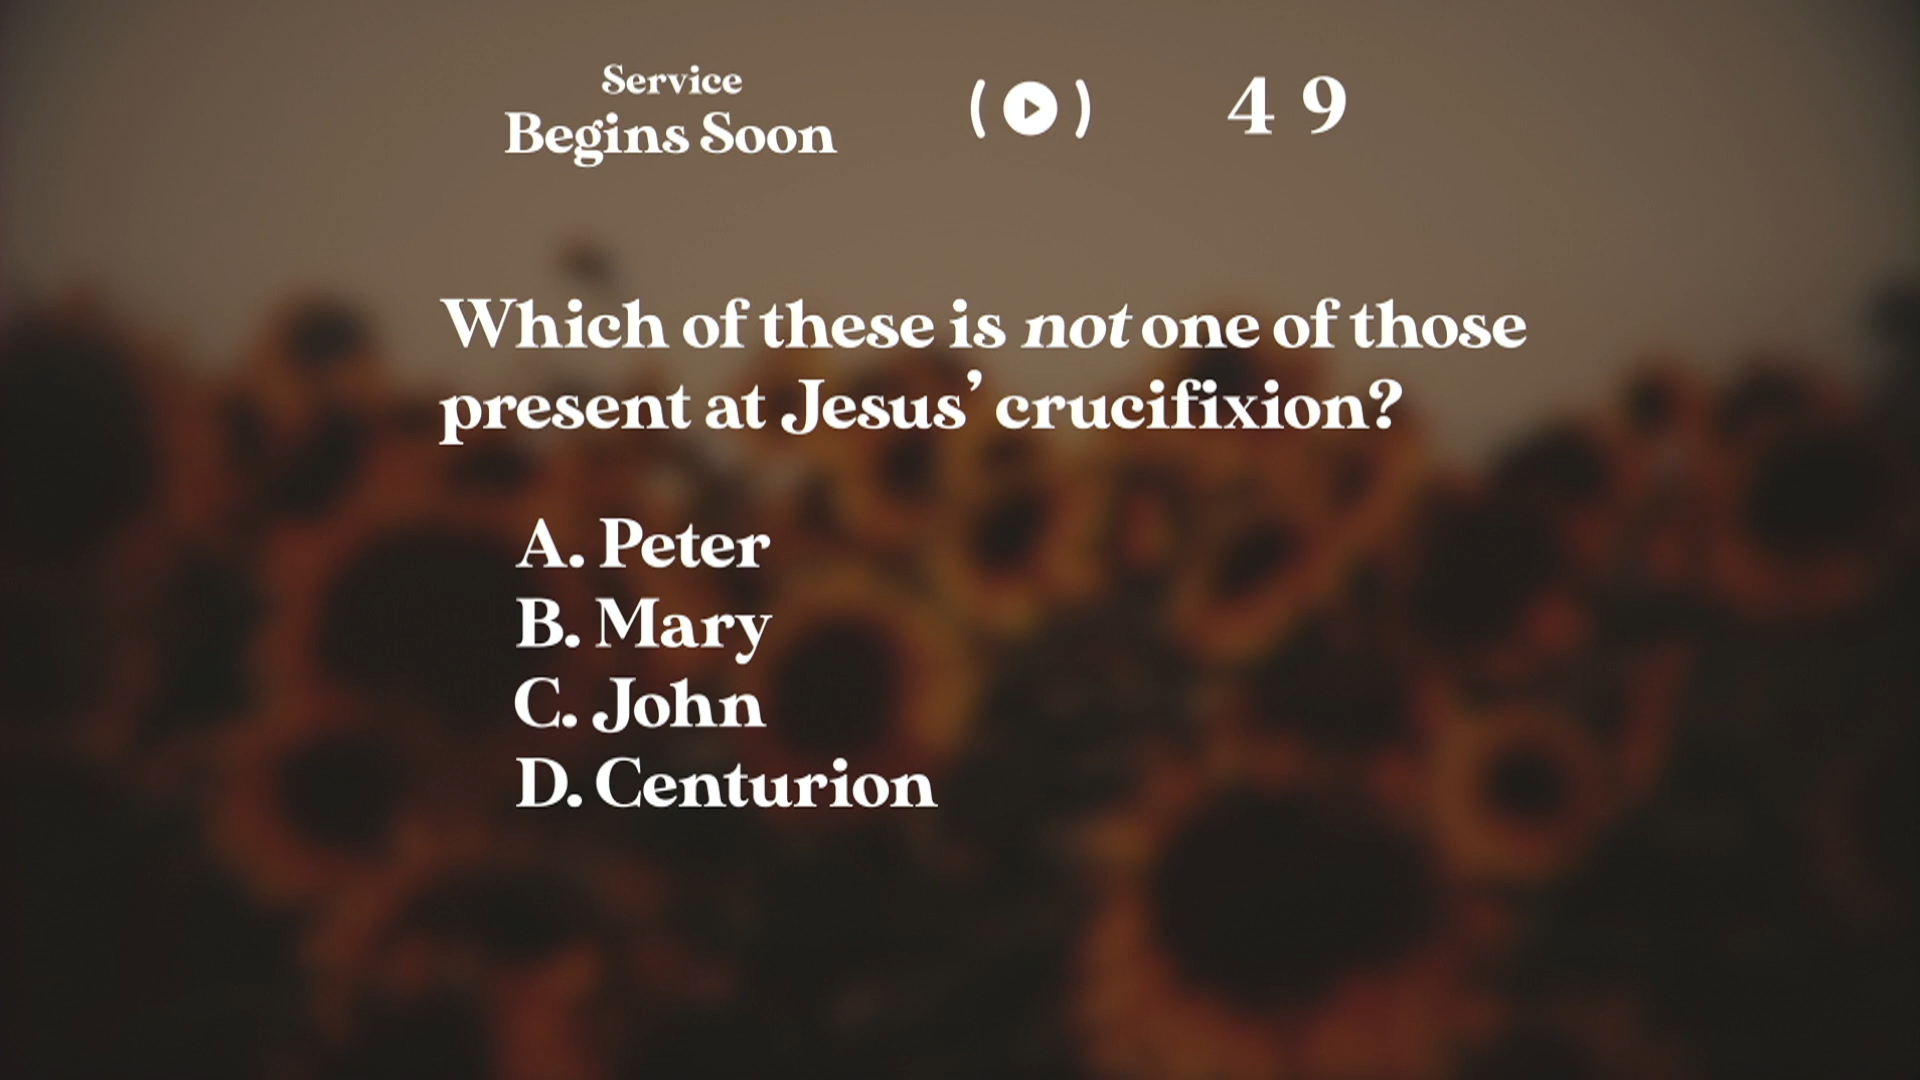 Service
Begins Soon
( ) 4 9
Which of these is not one of those
present at Jesus’ crucifixion?
A. Peter
B. Mary
C. John
D. Centurion